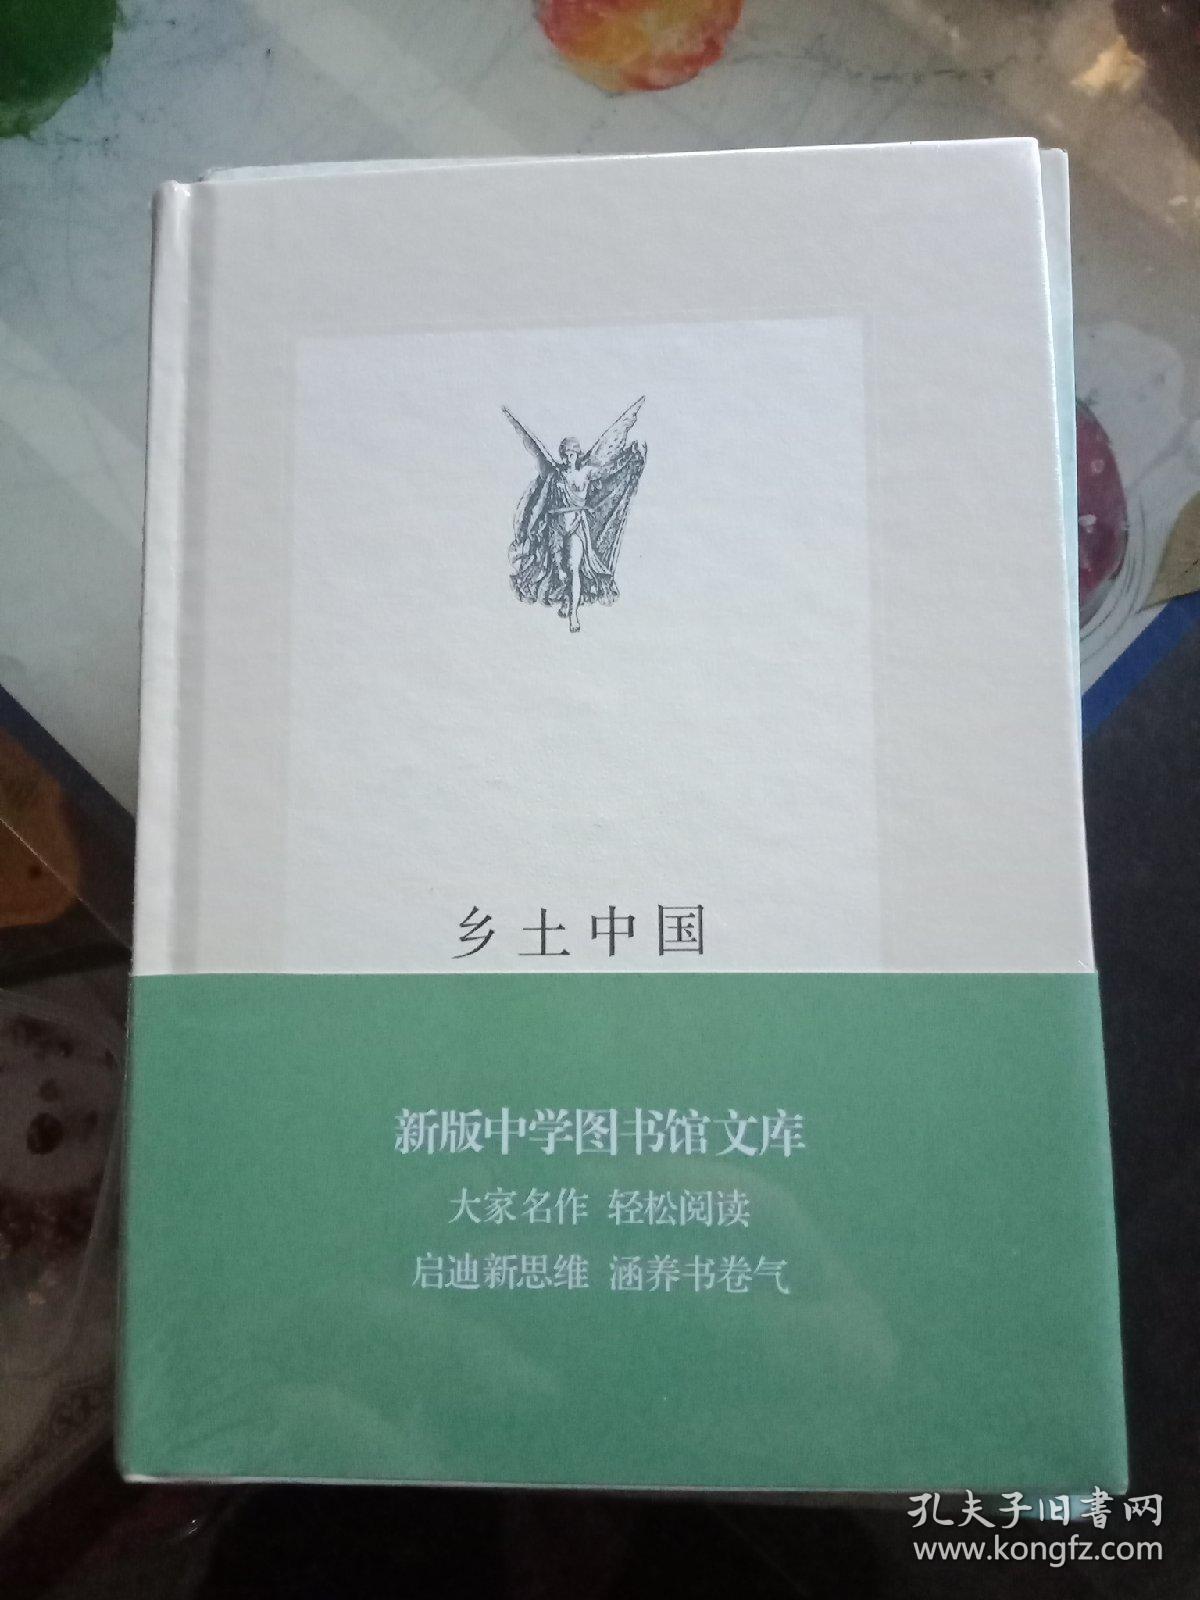 乡土中国
新版中学图书馆文库
大家名作 轻松阅读
启迪新思维 涵养书卷气
孔夫子旧书网
www.kongfz.com